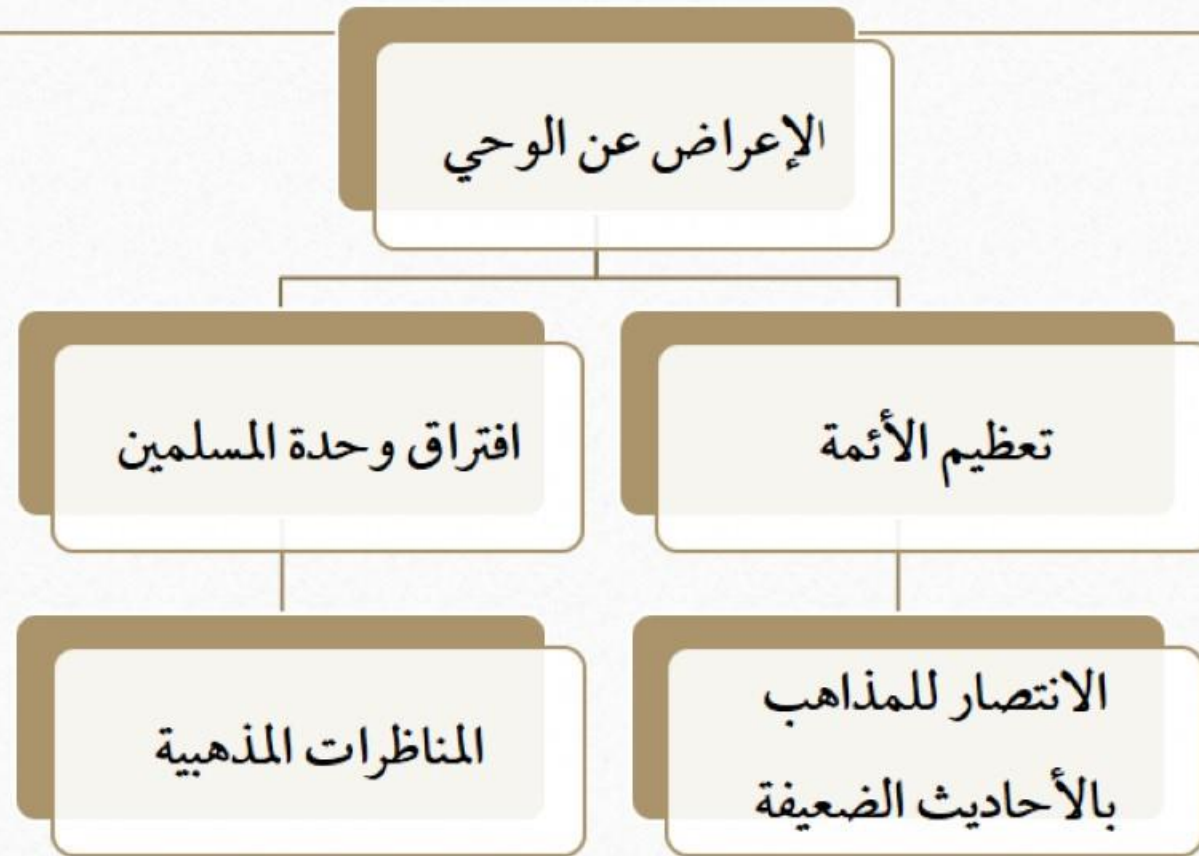 الإعراض عن الوحي
تعظيم الأئمة
افتراق وحدة المسلمين
الانتصار للمذاهب
بالأحاديث الضعيفة
المناظرات المذهبية